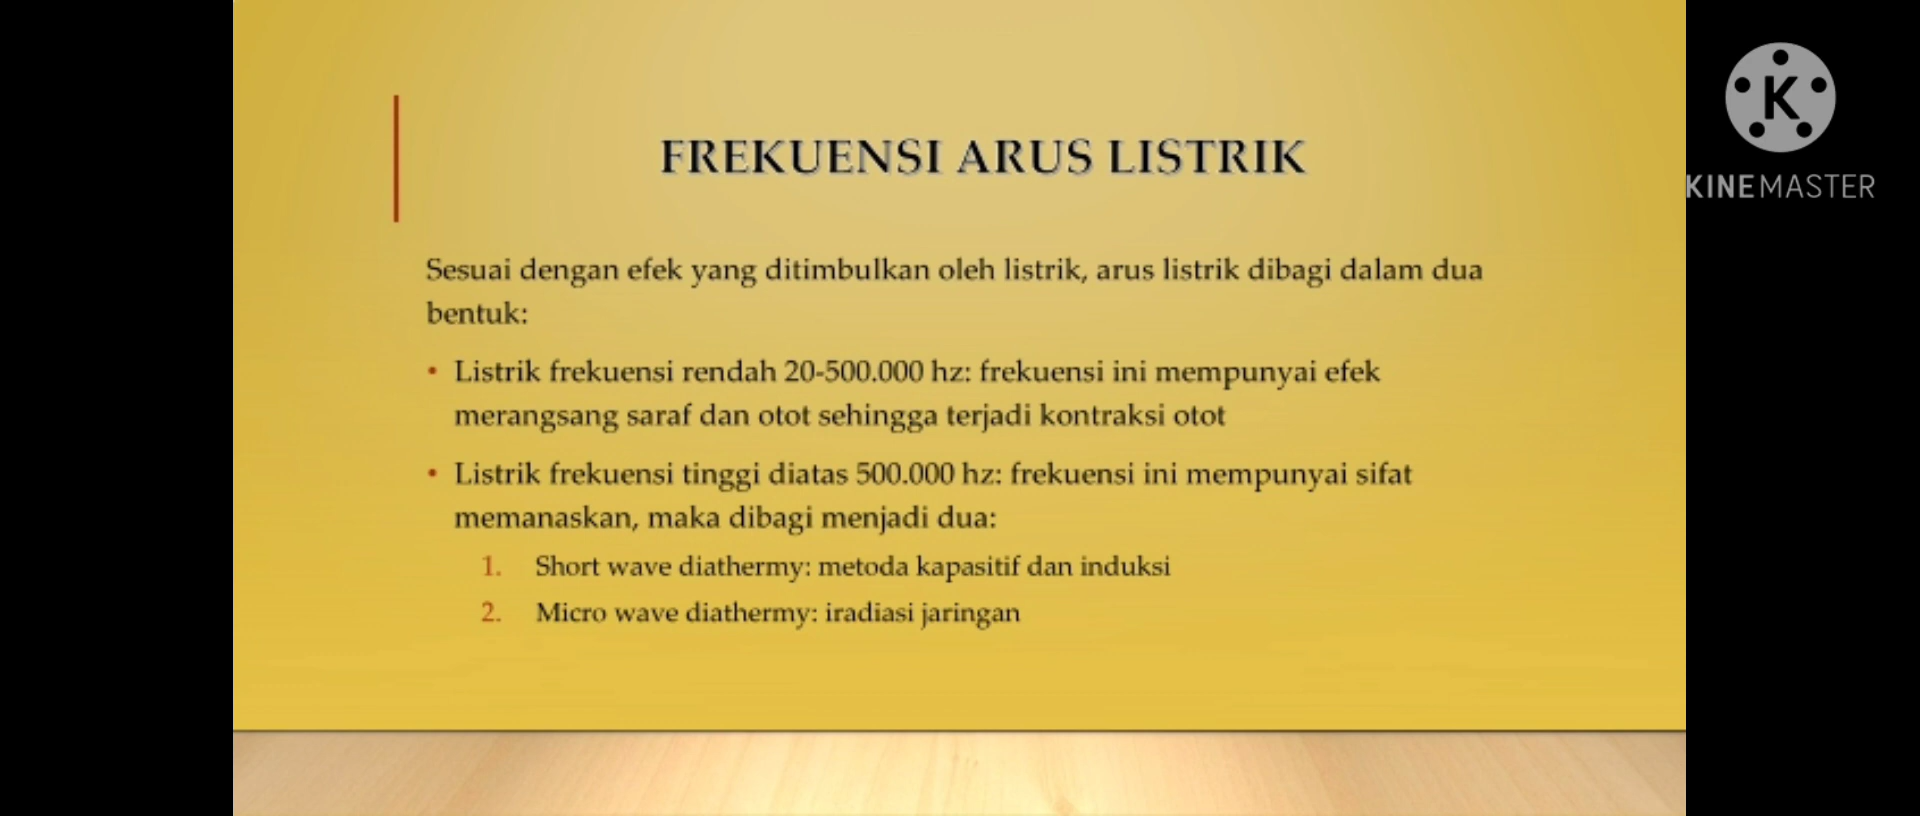 FREKUENSI ARUS LISTRIK
Sesuai dengan efek yang ditimbulkan oleh listrik, arus listrik dibagi dalam dua
bentuk:
• Listrik frekuensi rendah 20-500.000 hz: frekuensi ini mempunyai efek
merangsang saraf dan otot sehingga terjadi kontraksi otot
• Listrik frekuensi tinggi diatas 500.000 hz: frekuensi ini mempunyai sifat
memanaskan, maka dibagi menjadi dua:
1. Short wave diathermy: metoda kapasitif dan induksi
2. Micro wave diathermy: iradiasi jaringan
K
KINEMASTER